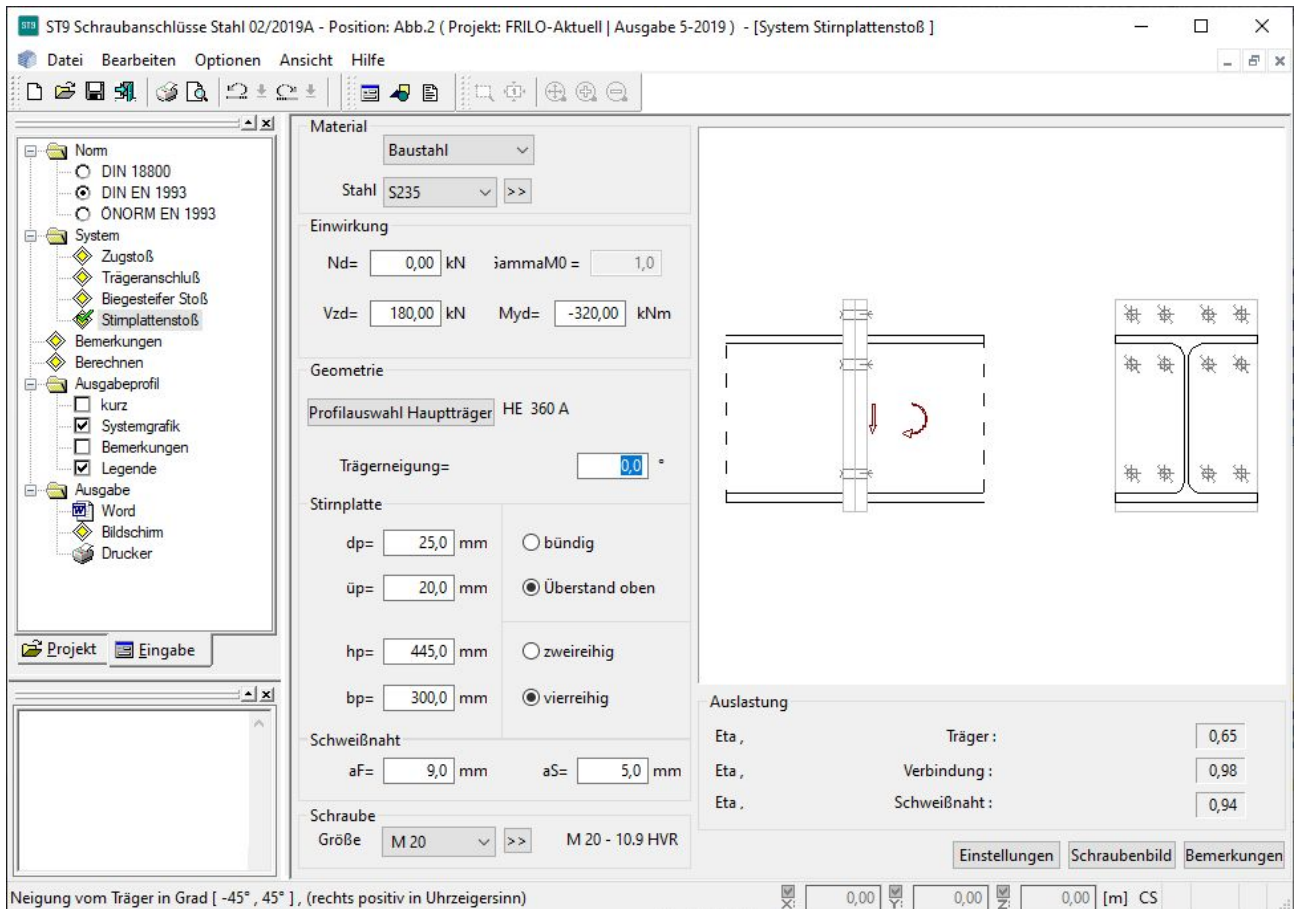 ST9 Schraubanschlüsse Stahl 02/2019A - Position: Abb.2 ( Projekt: FRILO-Aktuell | Ausgabe 5-2019 ) - [System Stirnplattenstoß ]
Datei Bearbeiten Optionen Ansicht Hilfe
Norm
DIN 18800
DIN EN 1993
ÖNORM EN 1993
System
Zugstoß
Trägeranschluß
Biegesteifer Stoß
Stirnplattenstoß
Bemerkungen
Berechnen
Ausgabeprofil
kurz
Systemgrafik
Bemerkungen
Legende
Ausgabe
Word
Bildschirm
Drucker
Projekt Eingabe
Material
Baustahl
Stahl S235 >>
Einwirkung
Nd= 0,00 kN GammaM0 = 1,0
Vzd= 180,00 kN Myd= -320,00 kNm
Geometrie
Profilauswahl Hauptträger HE 360 A
Trägerneigung= 0,0 °
Stirnplatte
dp= 25,0 mm bündig
üp= 20,0 mm Überstand oben
hp= 445,0 mm zweireihig
bp= 300,0 mm vierreihig
Schweißnaht
aF= 9,0 mm aS= 5,0 mm
Schraube
Größe M 20 >> M 20 - 10.9 HVR
Auslastung
Eta , Träger : 0,65
Eta , Verbindung : 0,98
Eta , Schweißnaht : 0,94
Einstellungen Schraubenbild Bemerkungen
Neigung vom Träger in Grad [ -45° , 45° ] , (rechts positiv in Uhrzeigersinn)
X: 0,00 Y: 0,00 Z: 0,00 [m] CS